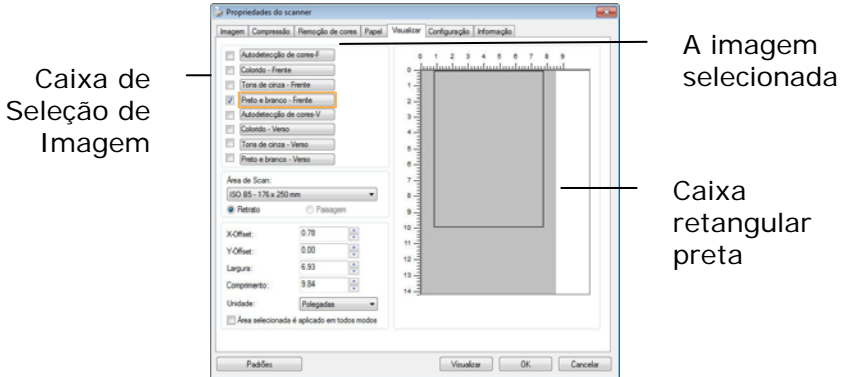 Propriedades do scanner
Imagem Compressão Remoção de cores Papel Visualizar Configuração Informação
Autodetecção de cores-F
Colorido - Frente
Tons de cinza - Frente
Preto e branco - Frente
Autodetecção de cores-V
Colorido - Verso
Tons de cinza - Verso
Preto e branco - Verso
Área de Scan:
ISO B5 - 176 x 250 mm
Retrato Paisagem
X-Offset: 0.78
Y-Offset: 0.00
Largura: 6.93
Comprimento: 9.84
Unidade: Polegadas
Área selecionada é aplicado em todos modos
0 1 2 3 4 5 6 7 8 9
0
1
2
3
4
5
6
7
8
9
10
11
12
13
14
Padrões Visualizar OK Cancelar
Caixa de
Seleção de
Imagem
A imagem
selecionada
Caixa
retangular
preta